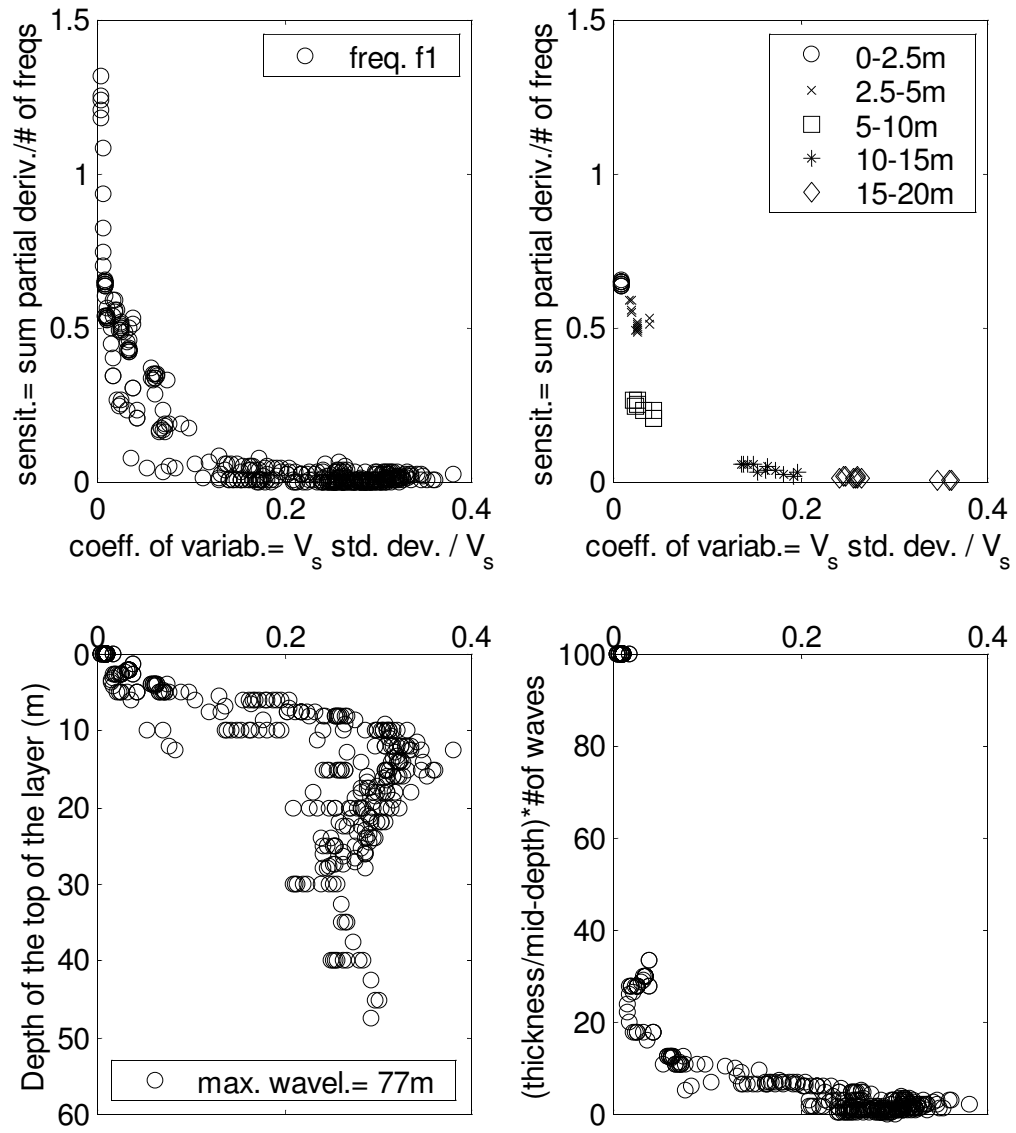 1.5
1
0.5
0
0
0.2
0.4
sensit.= sum partial deriv./# of freqs
coeff. of variab.= Vs std. dev. / Vs
freq. f1
1.5
1
0.5
0
0
0.2
0.4
sensit.= sum partial deriv./# of freqs
coeff. of variab.= Vs std. dev. / Vs
0-2.5m
2.5-5m
5-10m
10-15m
15-20m
0
0.2
0.4
0
10
20
30
40
50
60
Depth of the top of the layer (m)
max. wavel.= 77m
0
0.2
0.4
100
80
60
40
20
0
(thickness/mid-depth)*#of waves